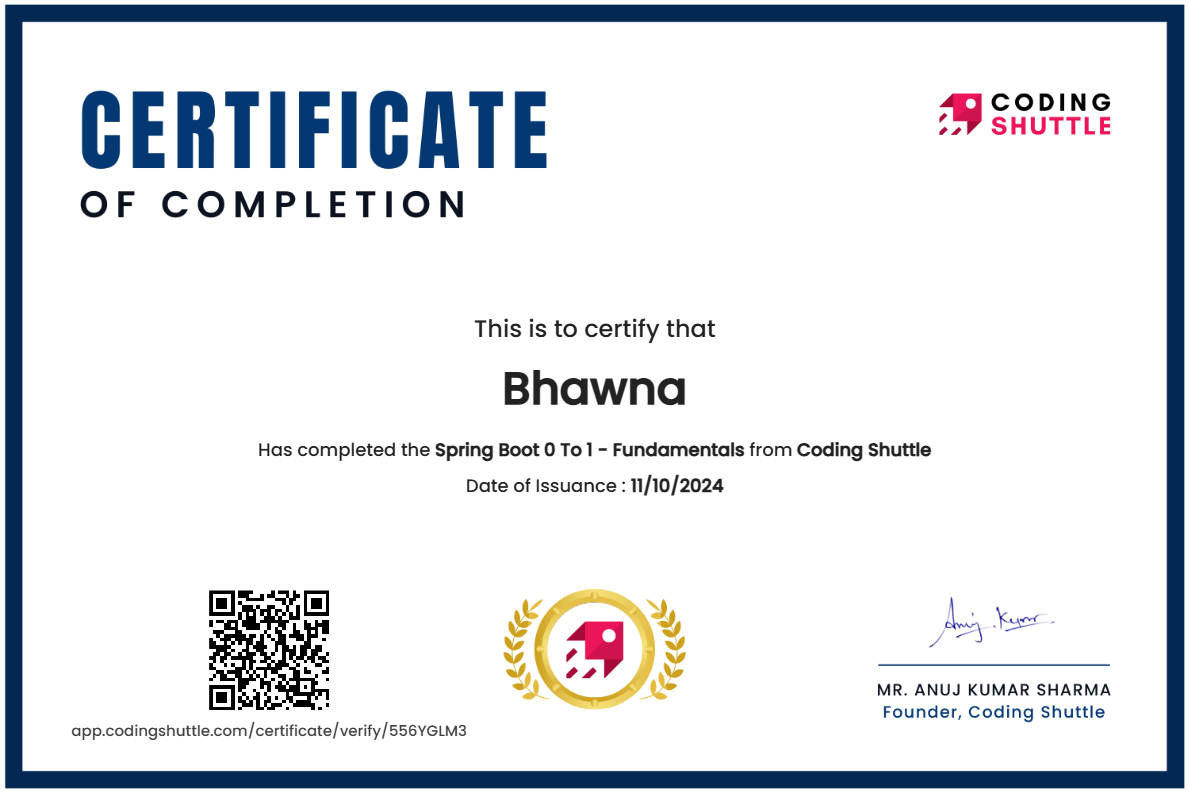 CERTIFICATE
OF COMPLETION
CODING
SHUTTLE
This is to certify that
Bhawna
Has completed the Spring Boot 0 To 1 - Fundamentals from Coding Shuttle
Date of Issuance : 11/10/2024
Anuj. Kumar
MR. ANUJ KUMAR SHARMA
Founder, Coding Shuttle
app.codingshuttle.com/certificate/verify/556YGLM3